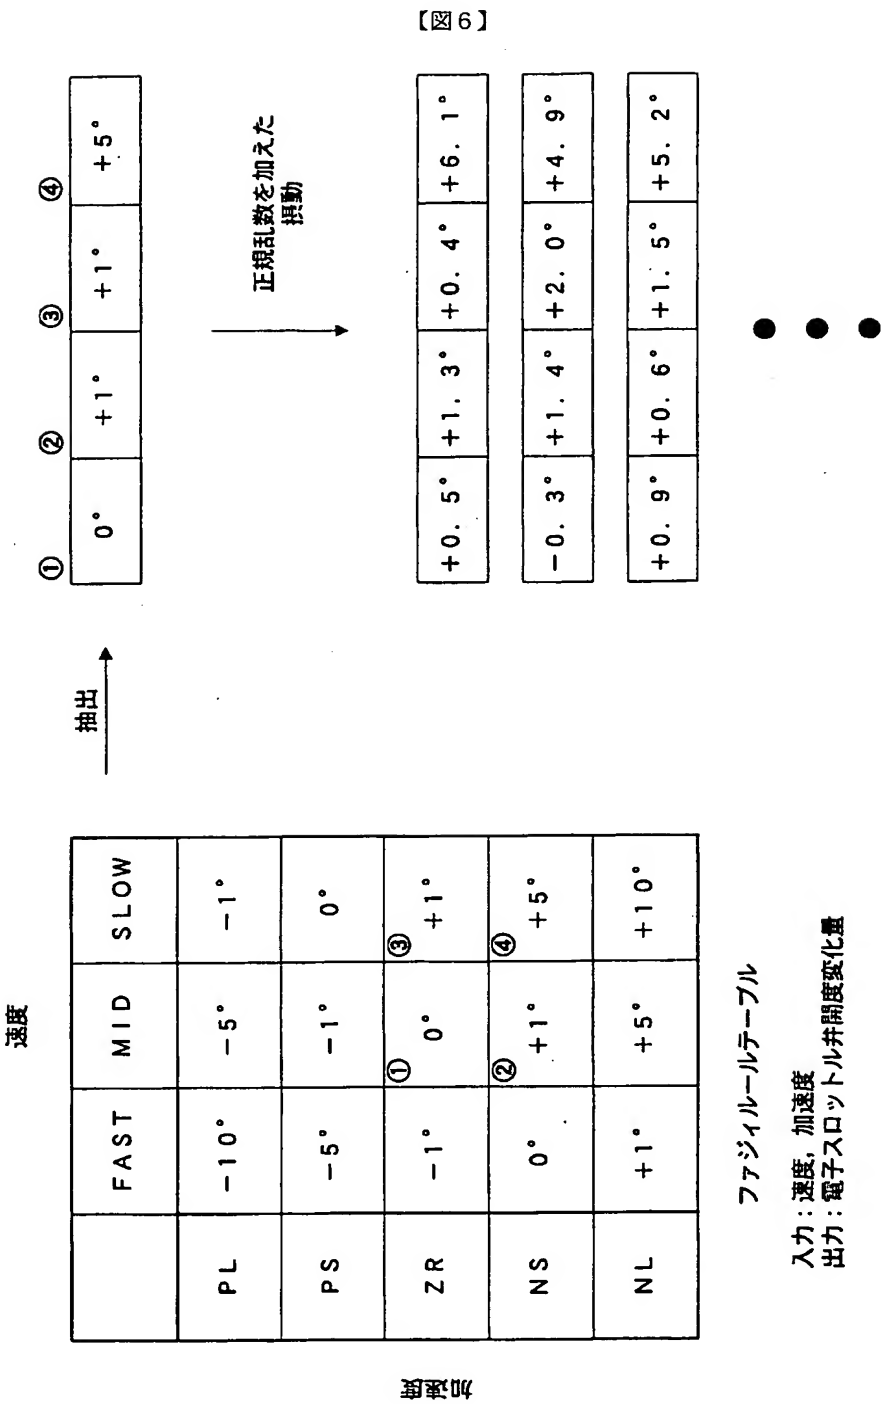 【図6】
速度
加速度
FAST MID SLOW
PL −10° −5° −1°
PS −5° −1° 0°
ZR −1° ① 0° ③ +1°
NS 0° ② +1° ④ +5°
NL +1° +5° +10°
ファジィルールテーブル
入力：速度，加速度
出力：電子スロットル弁開度変化量
抽出
① ② ③ ④
0° +1° +1° +5°
正規乱数を加えた
摂動
+0.5° +1.3° +0.4° +6.1°
−0.3° +1.4° +2.0° +4.9°
+0.9° +0.6° +1.5° +5.2°